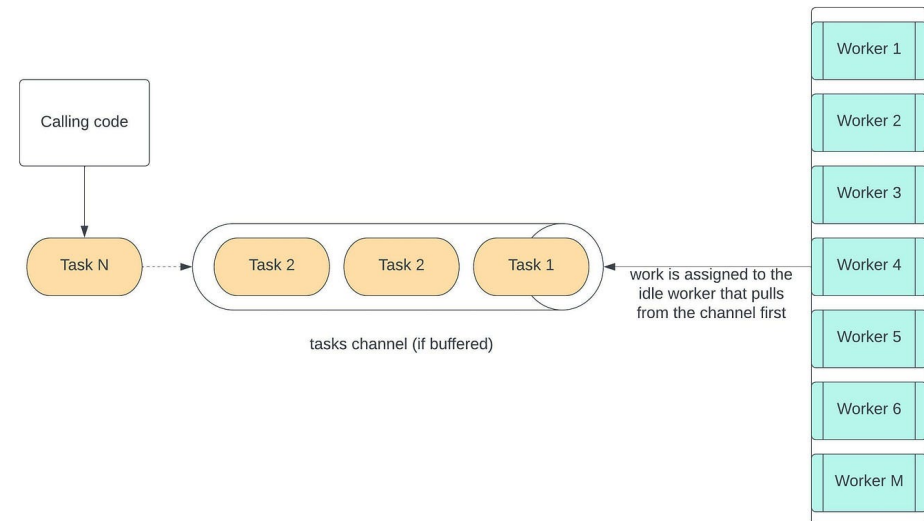 Calling code
Task N
Task 2
Task 2
Task 1
tasks channel (if buffered)
work is assigned to the
idle worker that pulls
from the channel first
Worker 1
Worker 2
Worker 3
Worker 4
Worker 5
Worker 6
Worker M